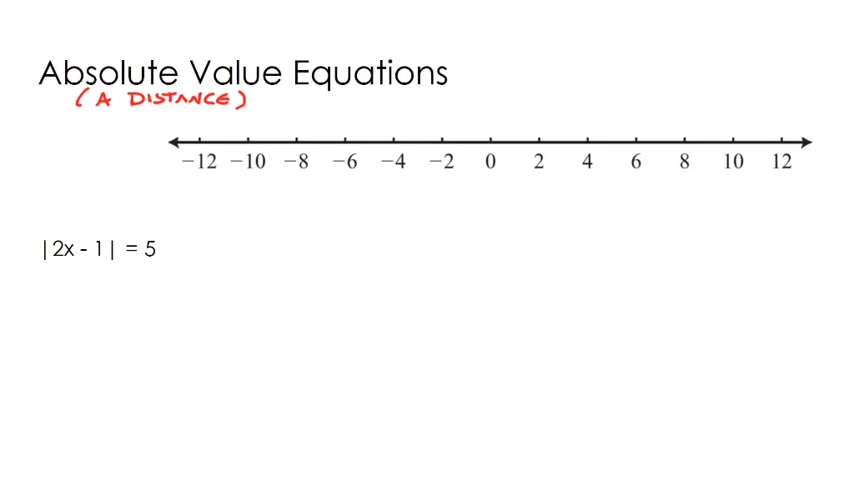 Absolute Value Equations
(A DISTANCE)
−12 −10 −8 −6 −4 −2 0 2 4 6 8 10 12
|2x - 1| = 5